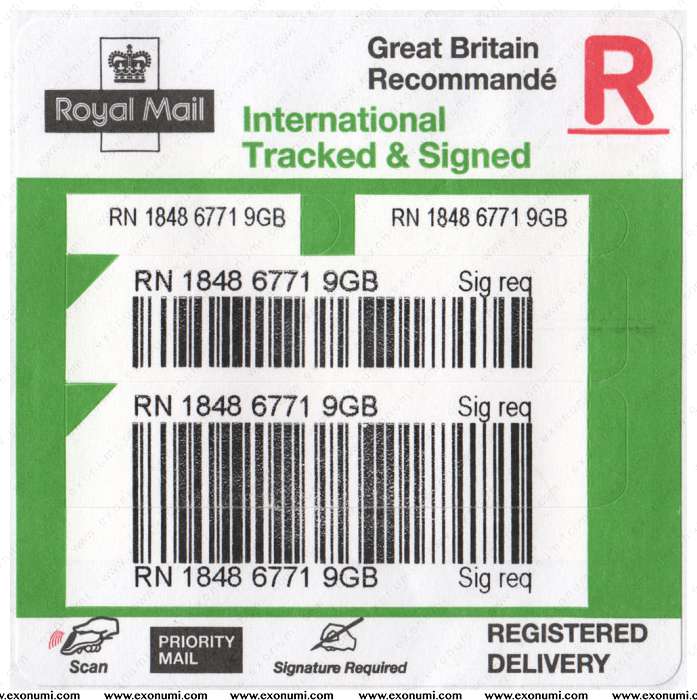 Great Britain
Recommandé
R
Royal Mail
International
Tracked & Signed
RN 1848 6771 9GB
RN 1848 6771 9GB
RN 1848 6771 9GB Sig req
RN 1848 6771 9GB Sig req
RN 1848 6771 9GB Sig req
Scan
PRIORITY
MAIL
Signature Required
REGISTERED
DELIVERY
www.exonumi.com www.exonumi.com www.exonumi.com www.exonumi.com www.exonumi.com